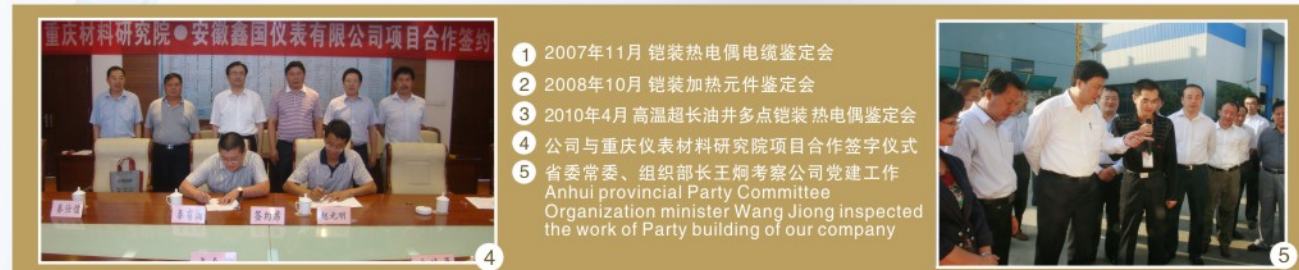 重庆材料研究院●安徽鑫国仪表有限公司项目合作签约
签约席
4
1 2007年11月 铠装热电偶电缆鉴定会
2 2008年10月 铠装加热元件鉴定会
3 2010年4月 高温超长油井多点铠装 热电偶鉴定会
4 公司与重庆仪表材料研究院项目合作签字仪式
5 省委常委、组织部长王炯考察公司党建工作
Anhui provincial Party Committee
Organization minister Wang Jiong inspected
the work of Party building of our company
5